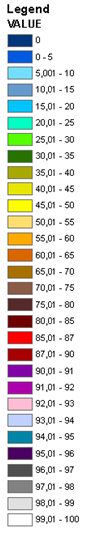 Legend
VALUE
0
0 - 5
5,001 - 10
10,01 - 15
15,01 - 20
20,01 - 25
25,01 - 30
30,01 - 35
35,01 - 40
40,01 - 45
45,01 - 50
50,01 - 55
55,01 - 60
60,01 - 65
65,01 - 70
70,01 - 75
75,01 - 80
80,01 - 85
85,01 - 87
87,01 - 90
90,01 - 91
91,01 - 92
92,01 - 93
93,01 - 94
94,01 - 95
95,01 - 96
96,01 - 97
97,01 - 98
98,01 - 99
99,01 - 100